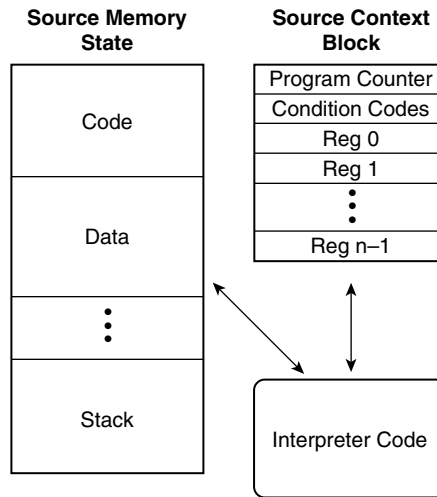 Source Memory
State
Code
Data
Stack
Source Context
Block
Program Counter
Condition Codes
Reg 0
Reg 1
Reg n–1
Interpreter Code